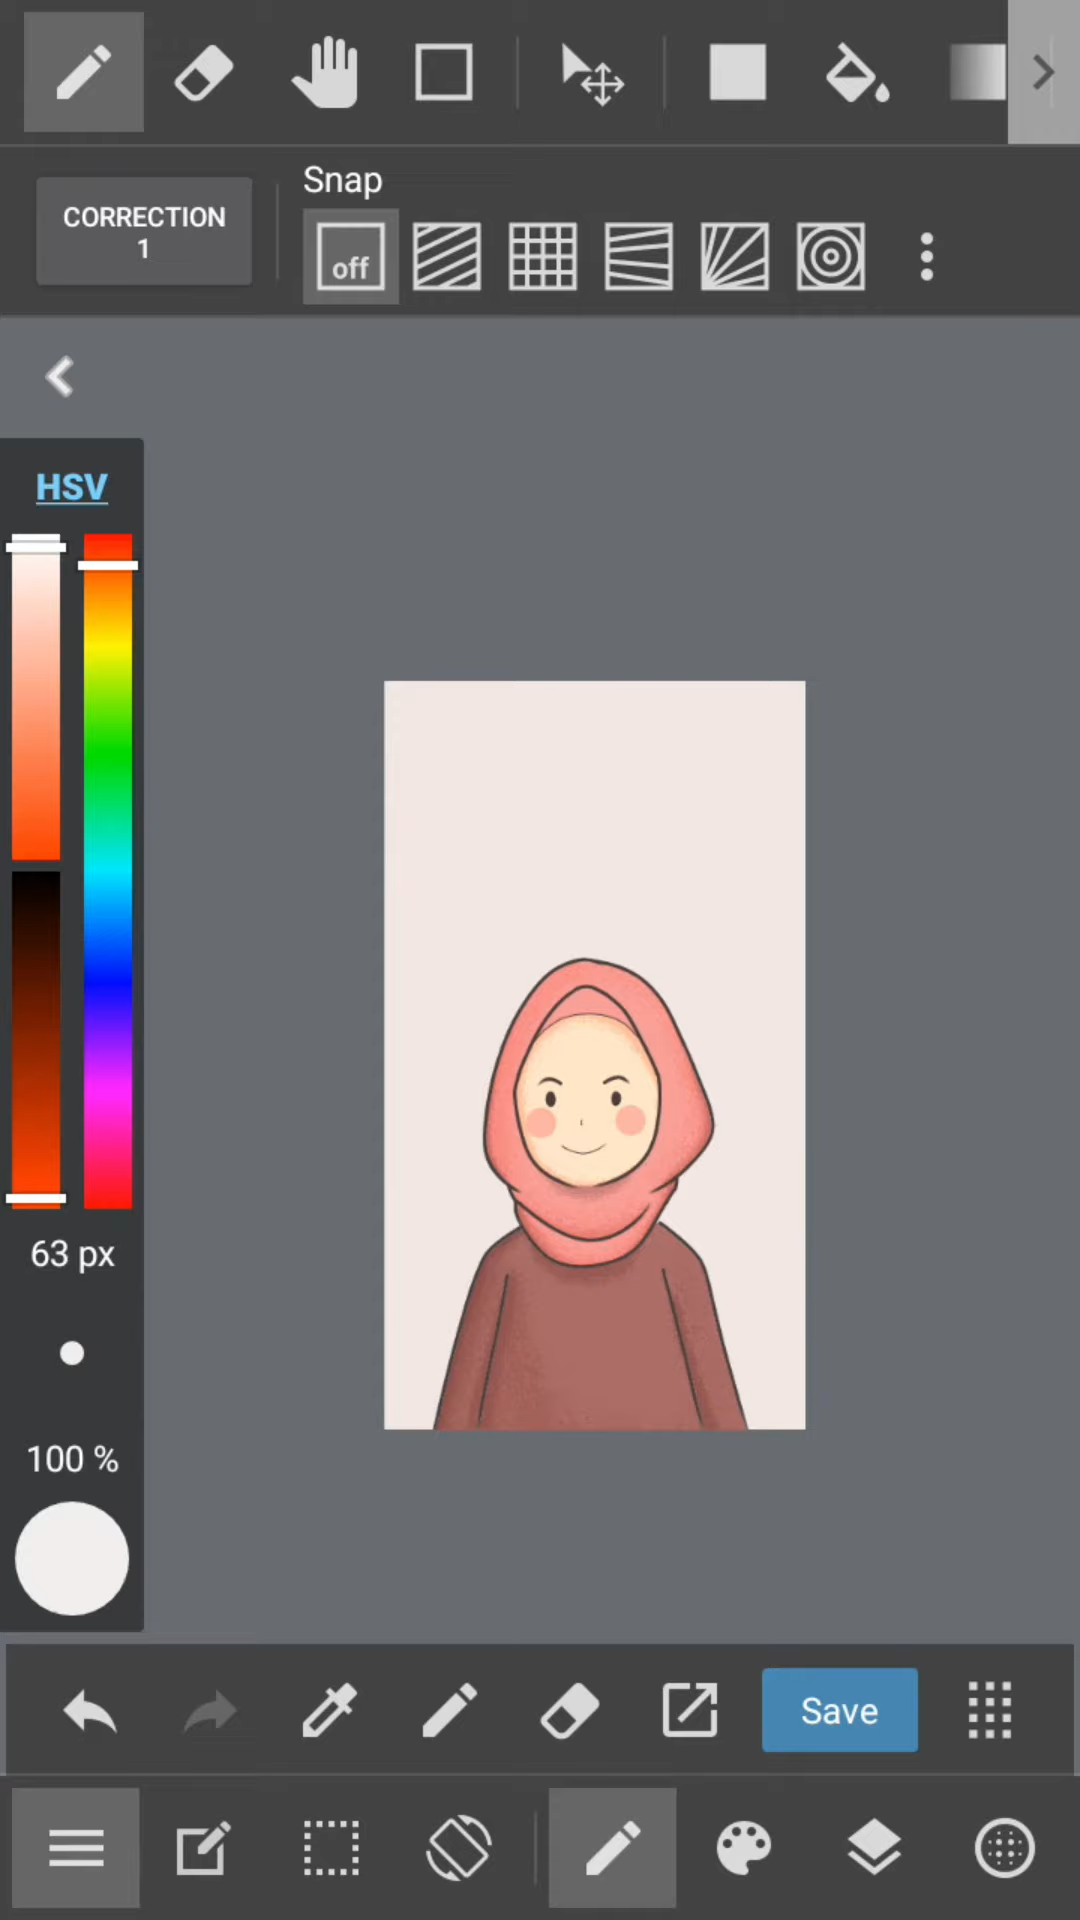 Snap
CORRECTION
1
off
HSV
63 px
100 %
Save